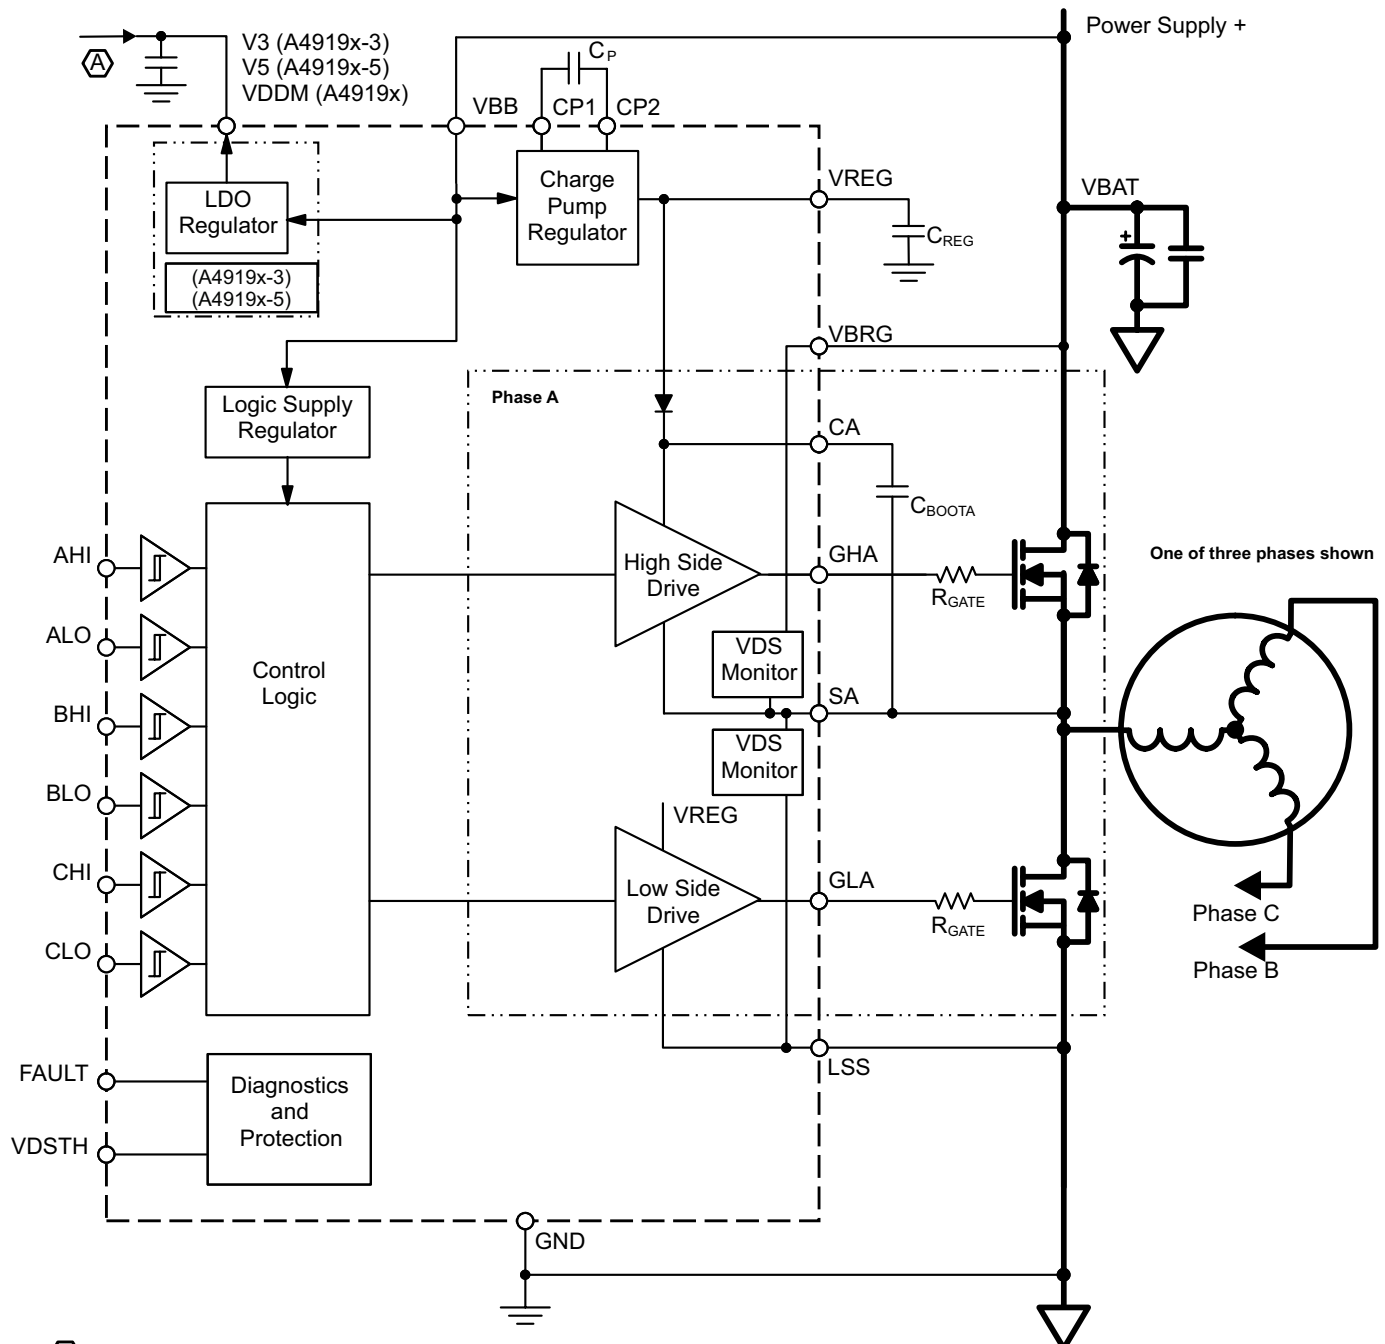 Power Supply +
V3 (A4919x-3)
V5 (A4919x-5)
VDDM (A4919x)
A
CP
VBB
CP1
CP2
LDO
Regulator
(A4919x-3)
(A4919x-5)
Charge
Pump
Regulator
VREG
CREG
VBAT
+
VBRG
Logic Supply
Regulator
Phase A
CA
CBOOTA
AHI
ALO
BHI
BLO
CHI
CLO
Control
Logic
High Side
Drive
GHA
RGATE
One of three phases shown
VDS
Monitor
SA
VDS
Monitor
VREG
Low Side
Drive
GLA
RGATE
Phase C
Phase B
LSS
FAULT
VDSTH
Diagnostics
and
Protection
GND